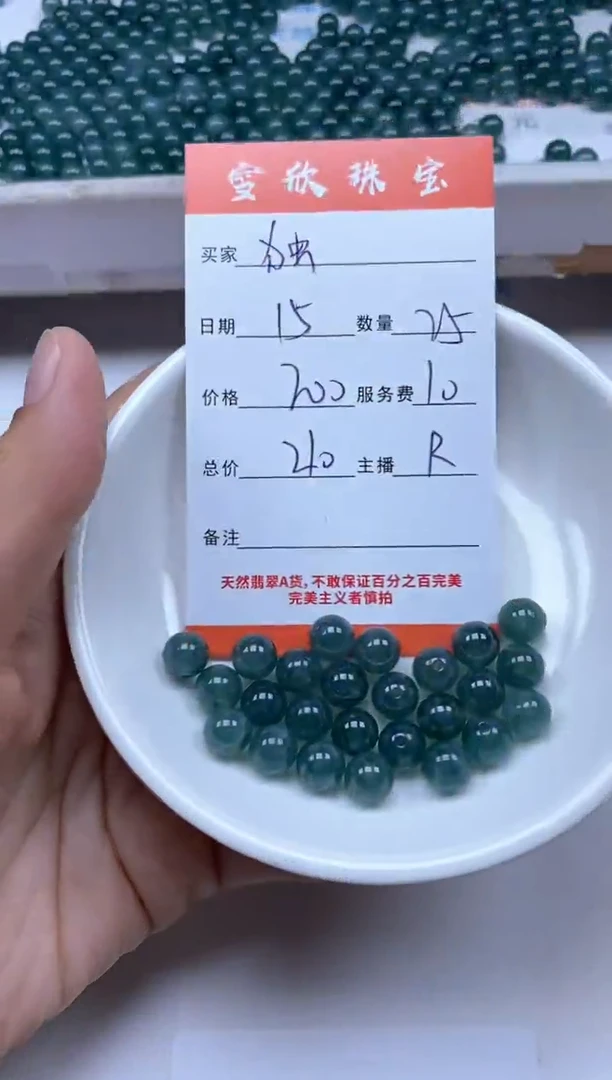 雪欣珠宝
买家 独
日期 15 数量 25
价格 200 服务费 10
总价 210 主播 R
备注
天然翡翠A货,不敢保证百分之百完美
完美主义者慎拍